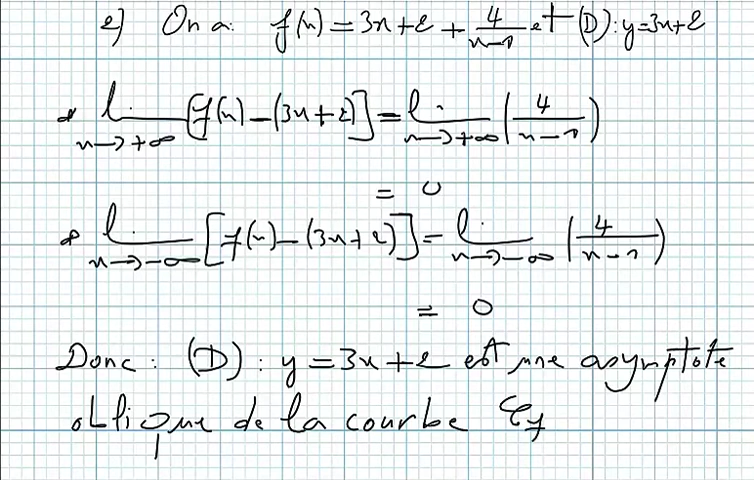 2) On a: f(x) = 3x+2 + 4/(x-1) et (D): y=3x+2
* lim x→+∞ [f(x) - (3x+2)] = lim x→+∞ (4/(x-1))
= 0
* lim x→-∞ [f(x) - (3x+2)] = lim x→-∞ (4/(x-1))
= 0
Donc : (D) : y = 3x+2 est une asymptote
oblique de la courbe Cf